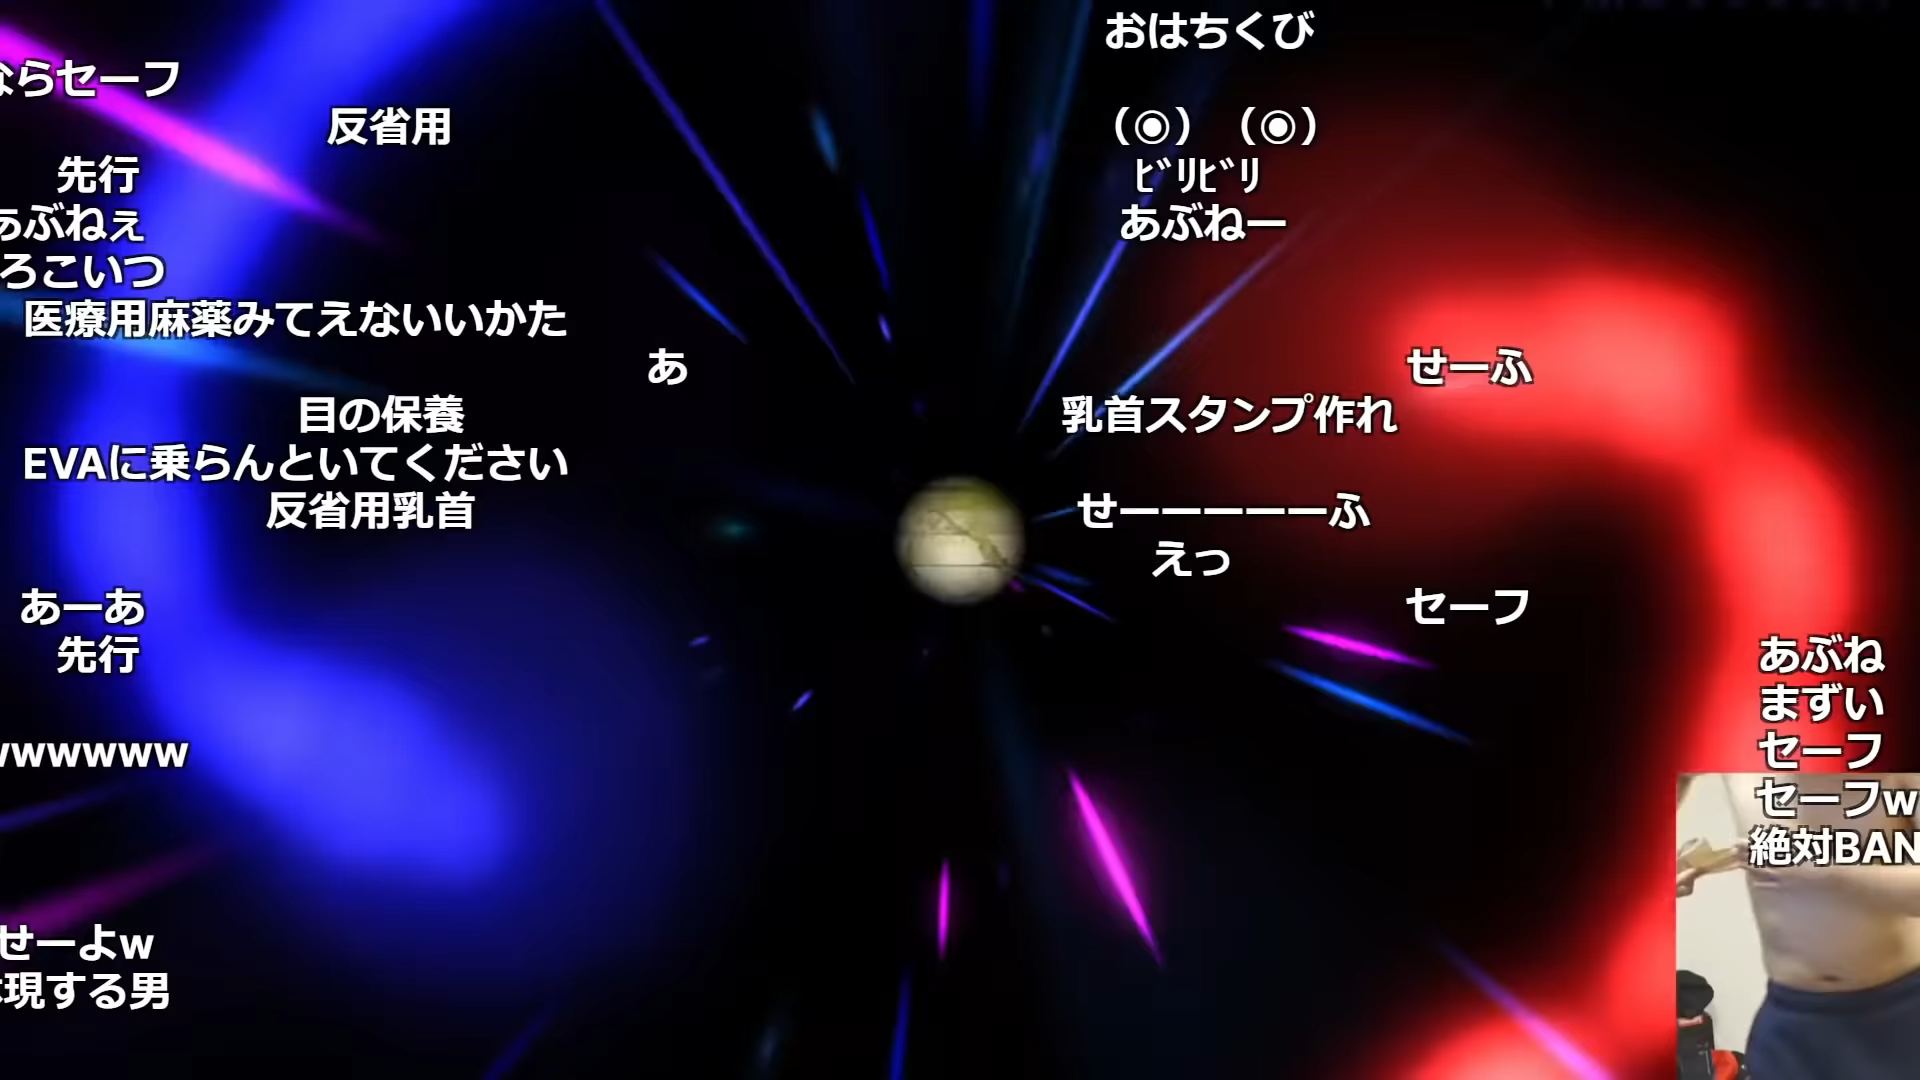 おはちくび
ならセーフ
反省用
（◉）（◉）
先行
ﾋﾞﾘﾋﾞﾘ
あぶねぇ
あぶねー
ろこいつ
医療用麻薬みてえないいかた
あ
せーふ
目の保養
乳首スタンプ作れ
EVAに乗らんといてください
反省用乳首
せーーーーーふ
えっ
あーあ
セーフ
先行
あぶね
まずい
wwwwww
セーフ
セーフw
絶対BAN
せーよw
現する男